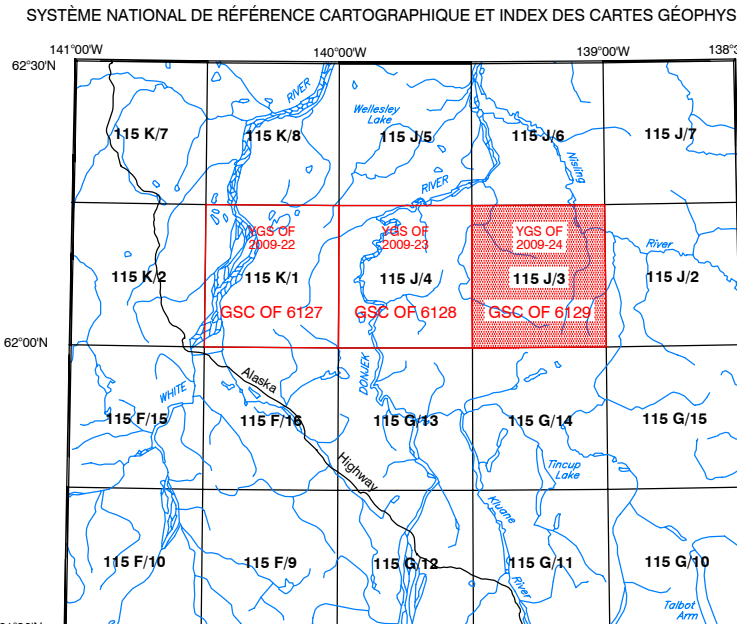 SYSTÈME NATIONAL DE RÉFÉRENCE CARTOGRAPHIQUE ET INDEX DES CARTES GÉOPHYS
141°00'W
140°00'W
139°00'W
62°30'N
RIVER
Wellesley
Lake
115 K/7
115 K/8
115 J/5
115 J/6
115 J/7
Nisling
RIVER
YGS OF
2009-22
YGS OF
2009-23
YGS OF
2009-24
River
115 K/2
115 K/1
115 J/4
115 J/3
115 J/2
GSC OF 6127
GSC OF 6128
GSC OF 6129
62°00'N
DONJEK
Alaska
WHITE
115 F/15
115 F/16
115 G/13
115 G/14
115 G/15
Highway
Tincup
Lake
Kluane
115 F/10
115 F/9
115 G/12
115 G/11
115 G/10
River
Talbot
Arm